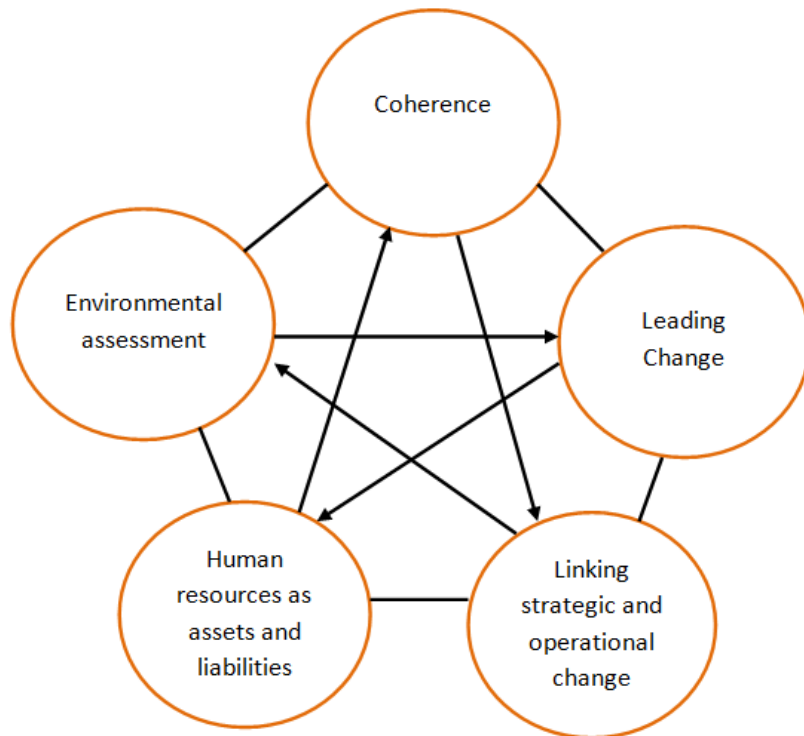 Coherence
Environmental
assessment
Leading
Change
Human
resources as
assets and
liabilities
Linking
strategic and
operational
change